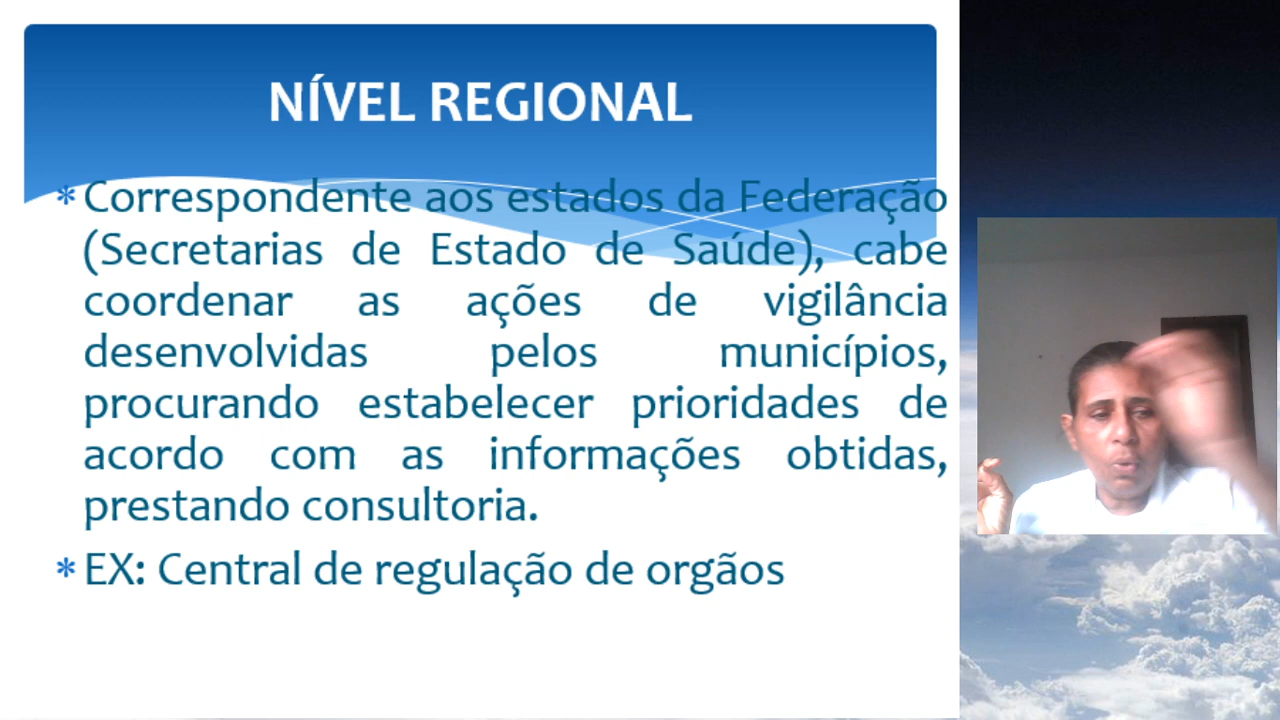 NÍVEL REGIONAL
* Correspondente aos estados da Federação
(Secretarias de Estado de Saúde), cabe
coordenar as ações de vigilância
desenvolvidas pelos municípios,
procurando estabelecer prioridades de
acordo com as informações obtidas,
prestando consultoria.
* EX: Central de regulação de orgãos